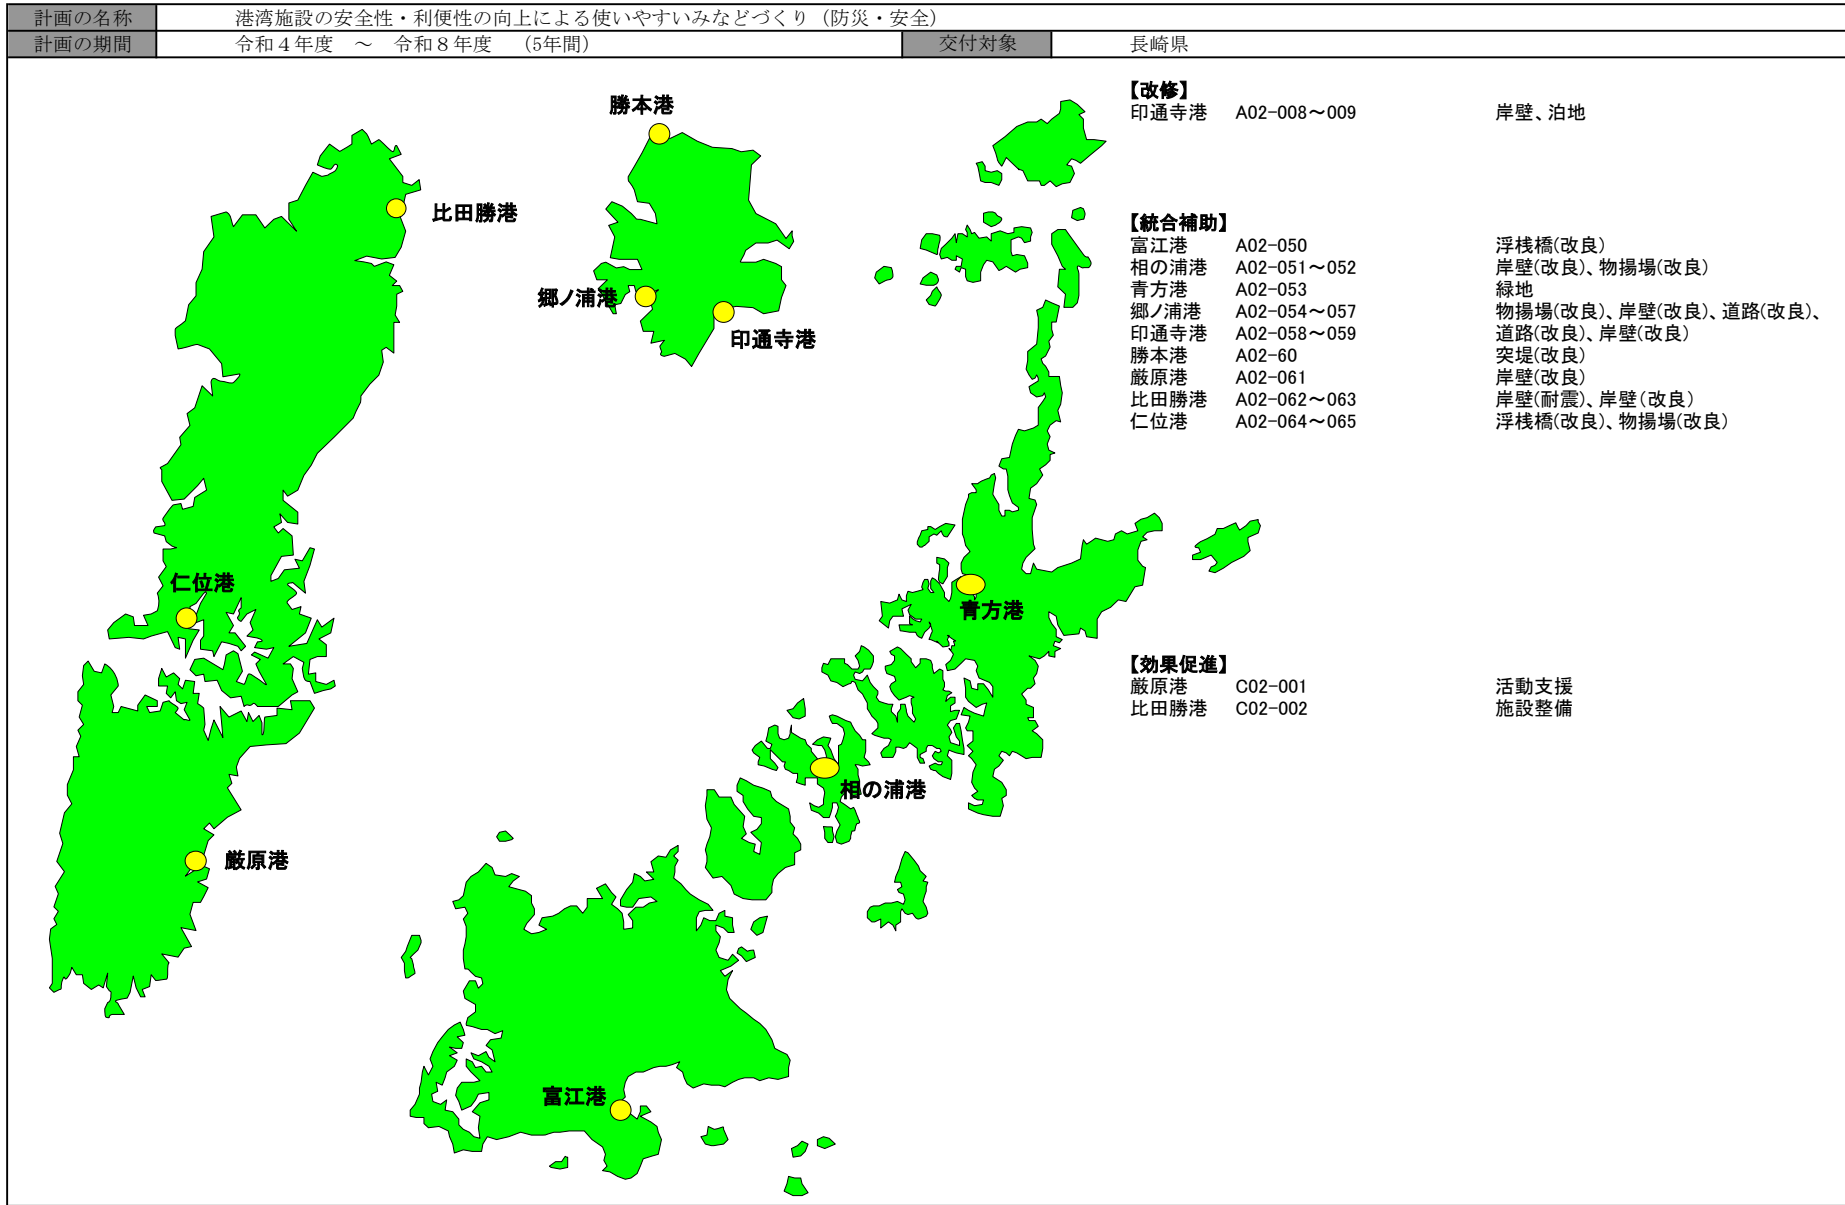 計画の名称 港湾施設の安全性・利便性の向上による使いやすいみなとづくり（防災・安全）
計画の期間 令和４年度 ～ 令和８年度 （5年間） 交付対象 長崎県
【改修】
印通寺港 A02-008～009 岸壁、泊地
【統合補助】
富江港 A02-050 浮桟橋(改良)
相の浦港 A02-051～052 岸壁(改良)、物揚場(改良)
青方港 A02-053 緑地
郷ノ浦港 A02-054～057 物揚場(改良)、岸壁(改良)、道路(改良)、
印通寺港 A02-058～059 道路(改良)、岸壁(改良)
勝本港 A02-60 突堤(改良)
厳原港 A02-061 岸壁(改良)
比田勝港 A02-062～063 岸壁(耐震)、岸壁（改良)
仁位港 A02-064～065 浮桟橋(改良)、物揚場(改良)
【効果促進】
厳原港 C02-001 活動支援
比田勝港 C02-002 施設整備
勝本港
比田勝港
郷ノ浦港
印通寺港
仁位港
青方港
相の浦港
厳原港
富江港